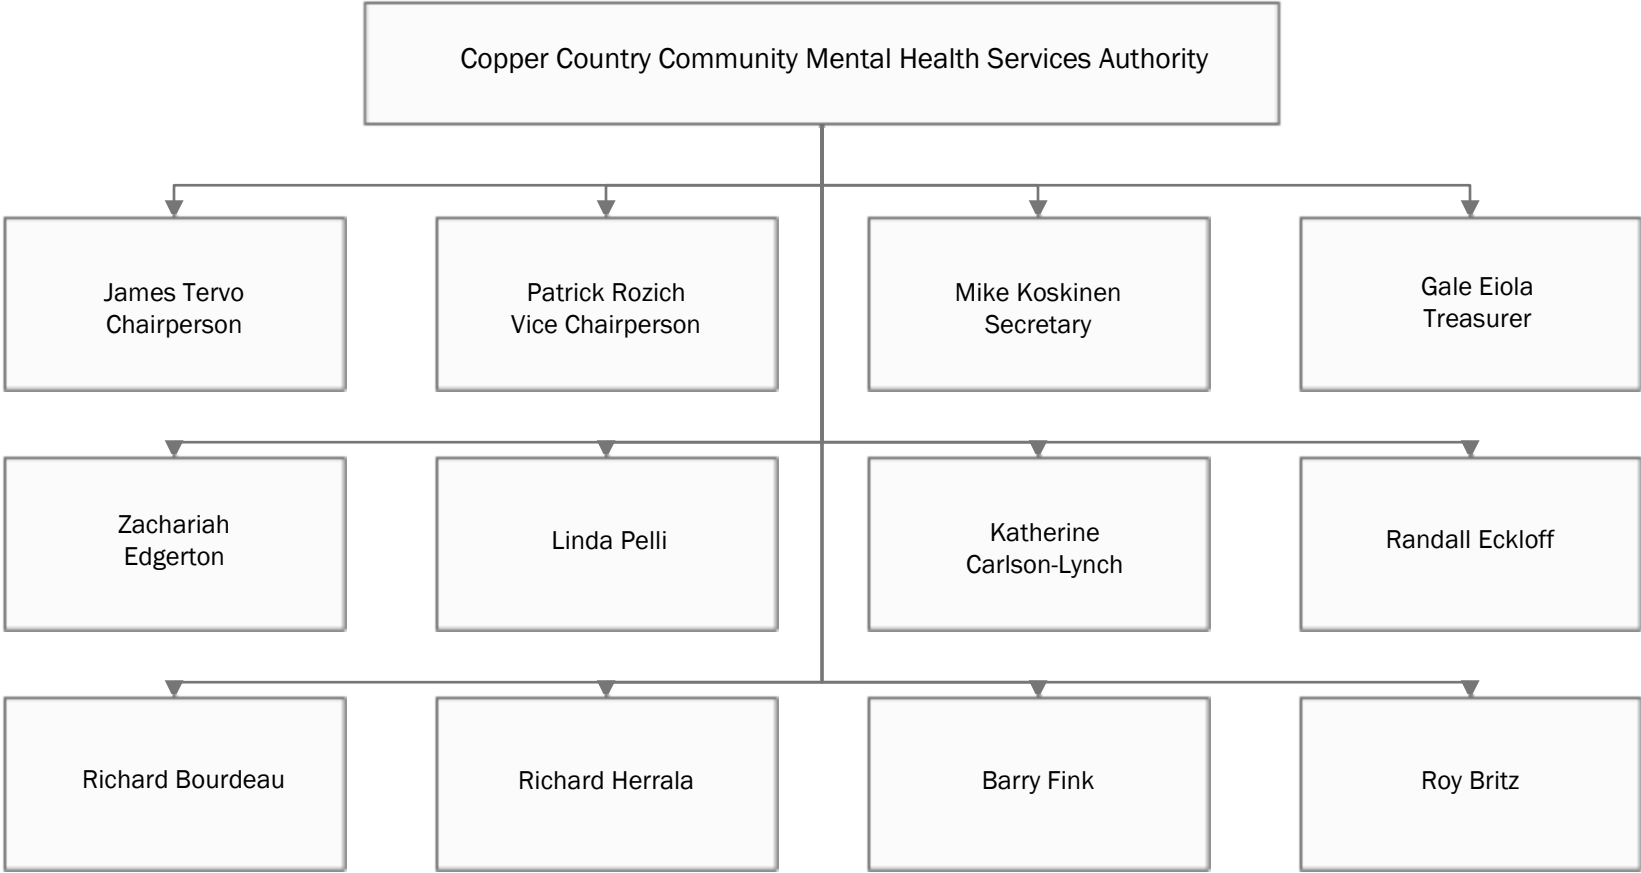 Copper Country Community Mental Health Services Authority
James Tervo
Chairperson
Patrick Rozich
Vice Chairperson
Mike Koskinen
Secretary
Gale Eiola
Treasurer
Zachariah
Edgerton
Linda Pelli
Katherine
Carlson-Lynch
Randall Eckloff
Richard Bourdeau
Richard Herrala
Barry Fink
Roy Britz